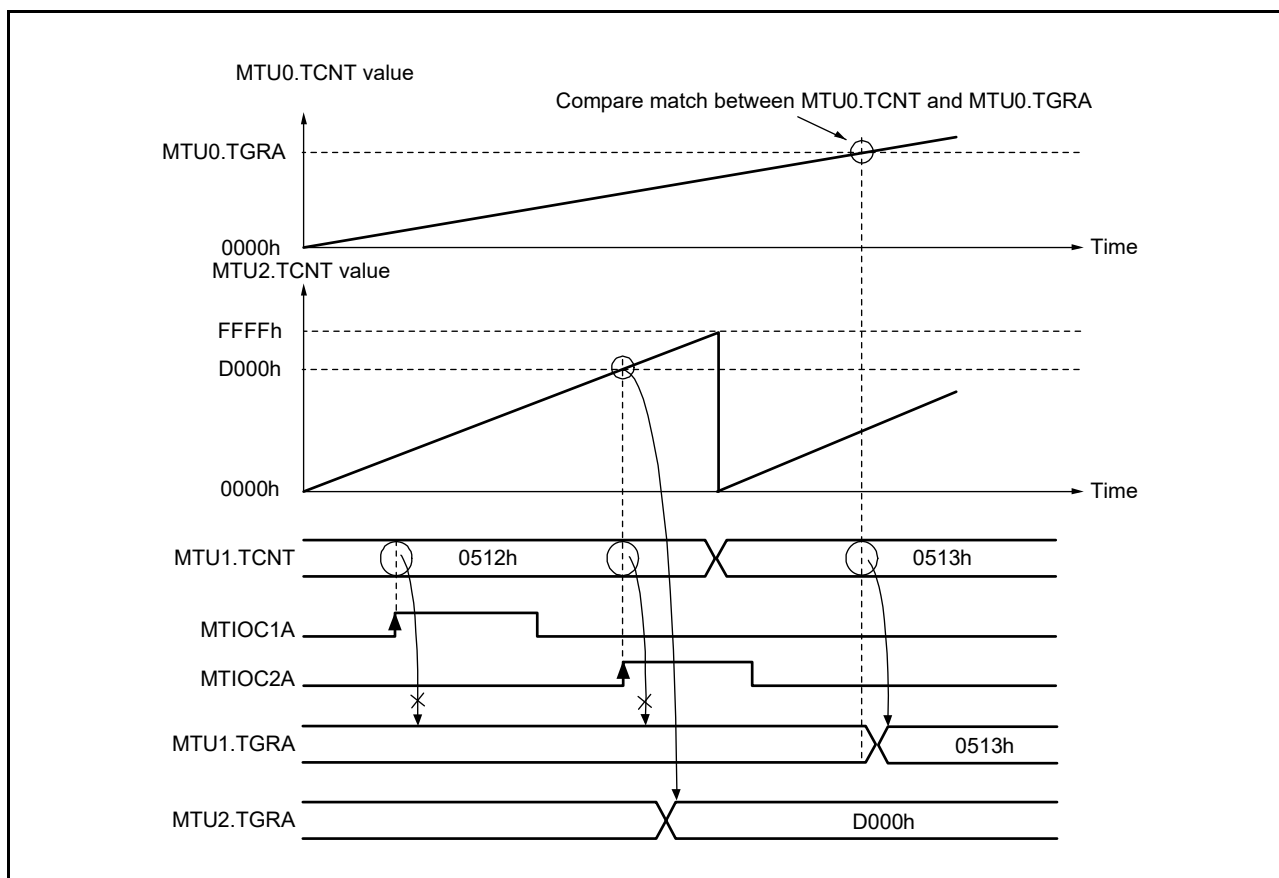 MTU0.TCNT value
Compare match between MTU0.TCNT and MTU0.TGRA
MTU0.TGRA
0000h
Time
MTU2.TCNT value
FFFFh
D000h
0000h
Time
MTU1.TCNT 0512h 0513h
MTIOC1A
MTIOC2A
MTU1.TGRA 0513h
MTU2.TGRA D000h